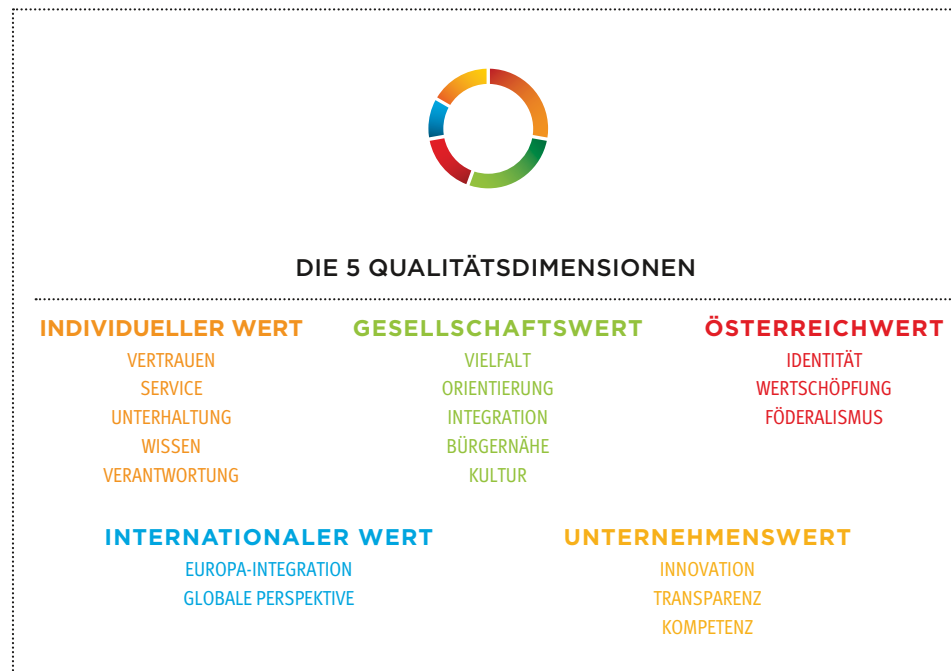 DIE 5 QUALITÄTSDIMENSIONEN
INDIVIDUELLER WERT
VERTRAUEN
SERVICE
UNTERHALTUNG
WISSEN
VERANTWORTUNG
GESELLSCHAFTSWERT
VIELFALT
ORIENTIERUNG
INTEGRATION
BÜRGERNÄHE
KULTUR
ÖSTERREICHWERT
IDENTITÄT
WERTSCHÖPFUNG
FÖDERALISMUS
INTERNATIONALER WERT
EUROPA-INTEGRATION
GLOBALE PERSPEKTIVE
UNTERNEHMENSWERT
INNOVATION
TRANSPARENZ
KOMPETENZ